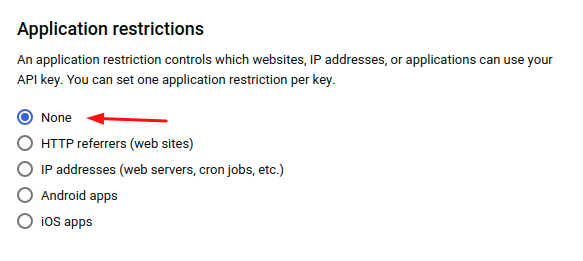 Application restrictions
An application restriction controls which websites, IP addresses, or applications can use your
API key. You can set one application restriction per key.
None
HTTP referrers (web sites)
IP addresses (web servers, cron jobs, etc.)
Android apps
iOS apps